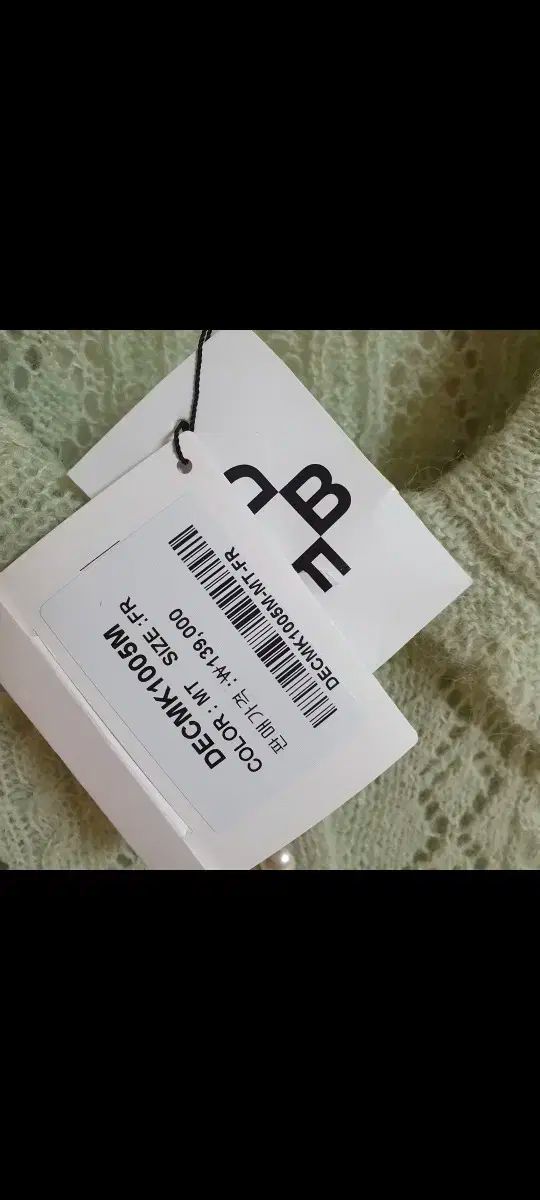 DECMK1005M
COLOR : MT SIZE :FR
판매가격 : ₩139,000
DECMK1005M-MT-FR
B